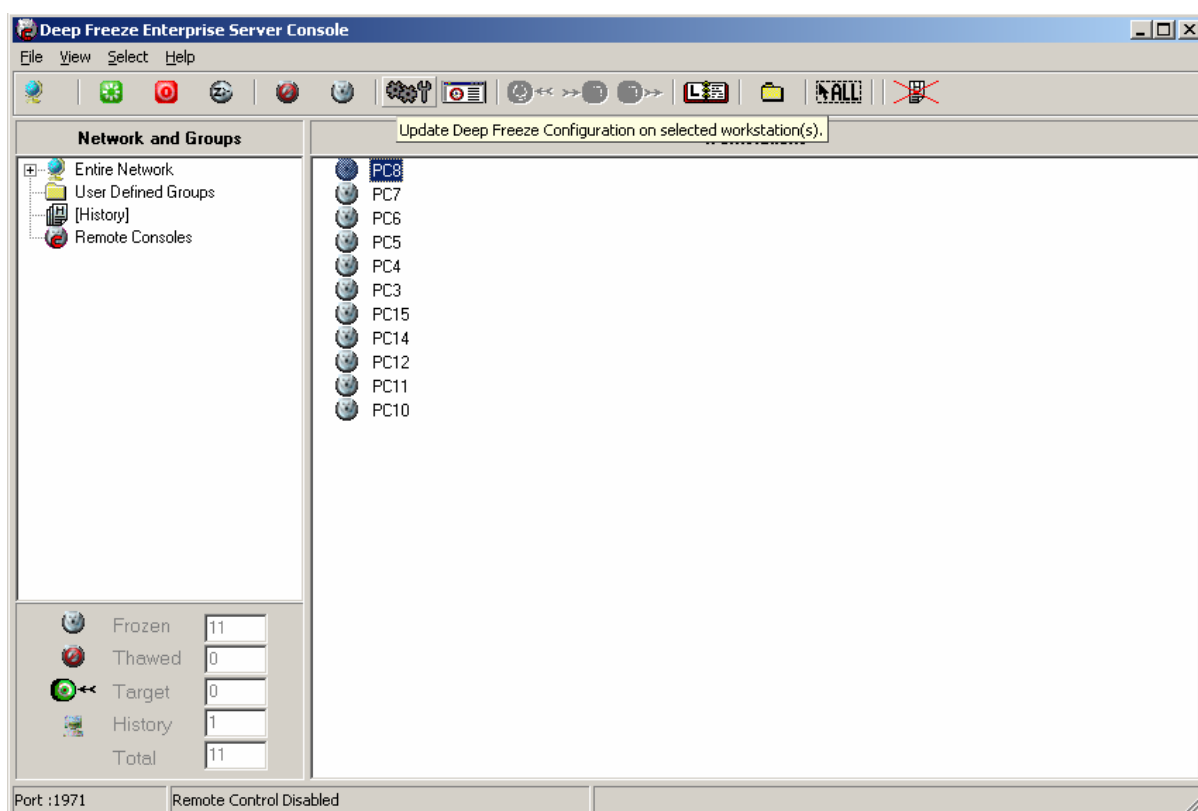 Deep Freeze Enterprise Server Console
File View Select Help
ALL
Update Deep Freeze Configuration on selected workstation(s).
Network and Groups
Entire Network
User Defined Groups
[History]
Remote Consoles
PC8
PC7
PC6
PC5
PC4
PC3
PC15
PC14
PC12
PC11
PC10
Frozen 11
Thawed 0
Target 0
History 1
Total 11
Port :1971 Remote Control Disabled